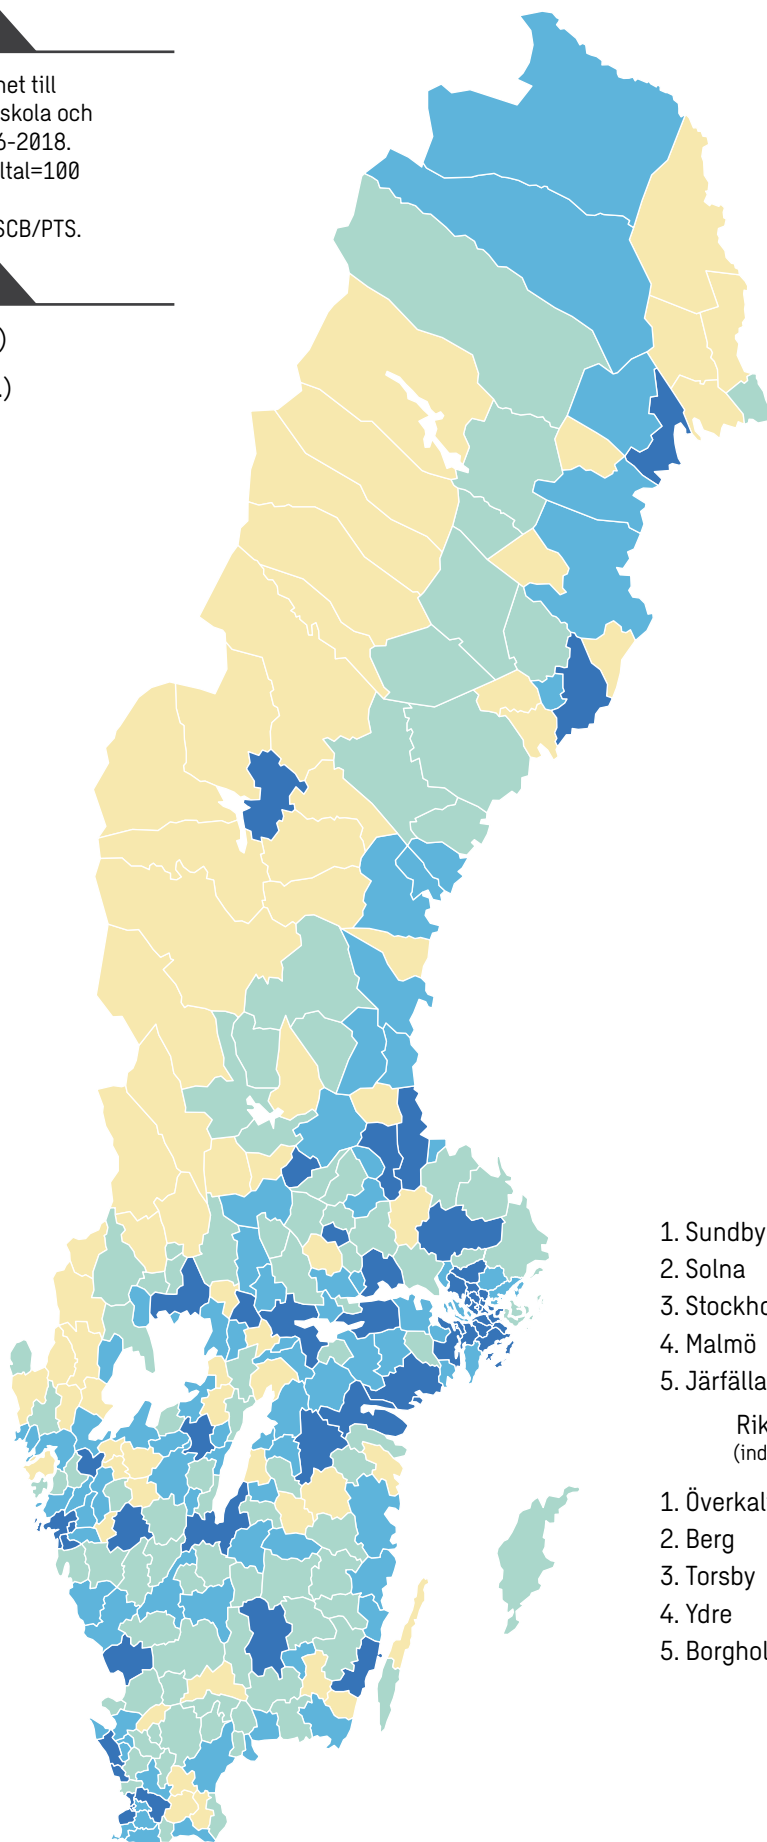 net till
skola och
6-2018.
ltal=100
SCB/PTS.
)
.)
1. Sundby
2. Solna
3. Stockho
4. Malmö
5. Järfälla
Rik
(ind
1. Överkal
2. Berg
3. Torsby
4. Ydre
5. Borghol